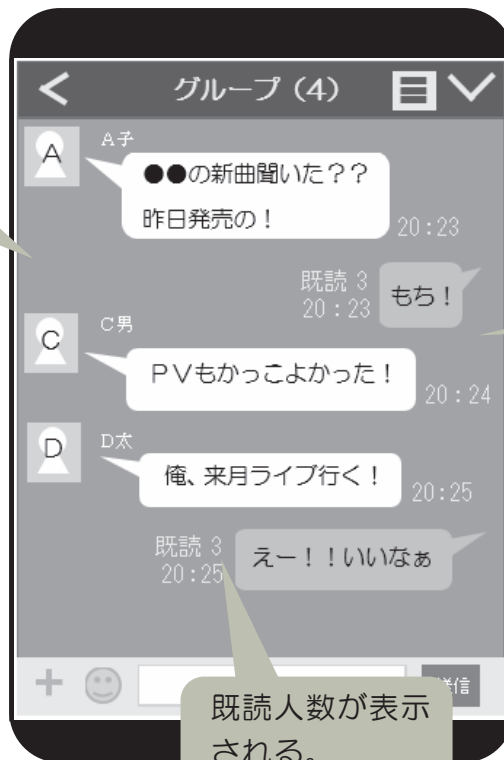 グループ（4）
A
A子
●●の新曲聞いた？？
昨日発売の！
20:23
既読 3
20:23
もち！
C
C男
ＰＶもかっこよかった！
20:24
D
D太
俺、来月ライブ行く！
20:25
既読 3
20:25
えー！！いいなぁ
送信
既読人数が表示
される。